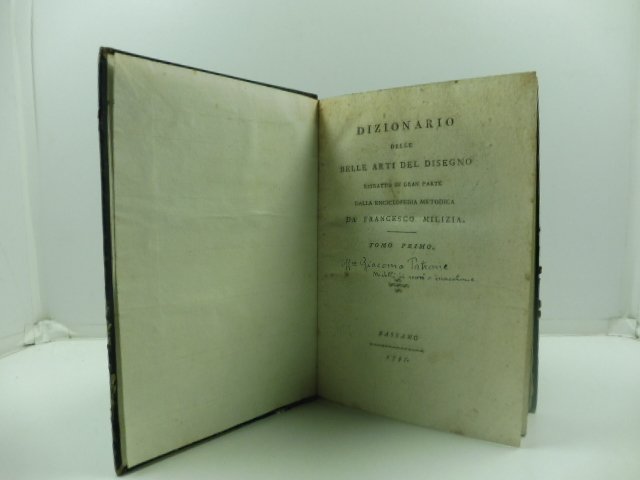 DIZIONARIO
DELLE
BELLE ARTI DEL DISEGNO
ESTRATTO IN GRAN PARTE
DALLA ENCICLOPEDIA METODICA
DA FRANCESCO MILIZIA.
TOMO PRIMO.
Giacomo Patrone
BASSANO